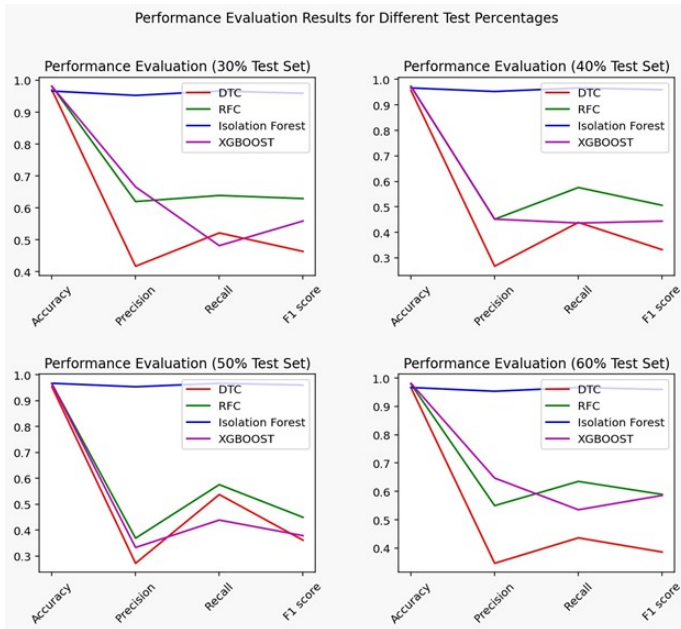 Performance Evaluation Results for Different Test Percentages
Performance Evaluation (30% Test Set)
1.0
0.9
0.8
0.7
0.6
0.5
0.4
DTC
RFC
Isolation Forest
XGBOOST
Accuracy
Precision
Recall
F1 score
Performance Evaluation (40% Test Set)
1.0
0.9
0.8
0.7
0.6
0.5
0.4
0.3
DTC
RFC
Isolation Forest
XGBOOST
Accuracy
Precision
Recall
F1 score
Performance Evaluation (50% Test Set)
1.0
0.9
0.8
0.7
0.6
0.5
0.4
0.3
DTC
RFC
Isolation Forest
XGBOOST
Accuracy
Precision
Recall
F1 score
Performance Evaluation (60% Test Set)
1.0
0.9
0.8
0.7
0.6
0.5
0.4
DTC
RFC
Isolation Forest
XGBOOST
Accuracy
Precision
Recall
F1 score